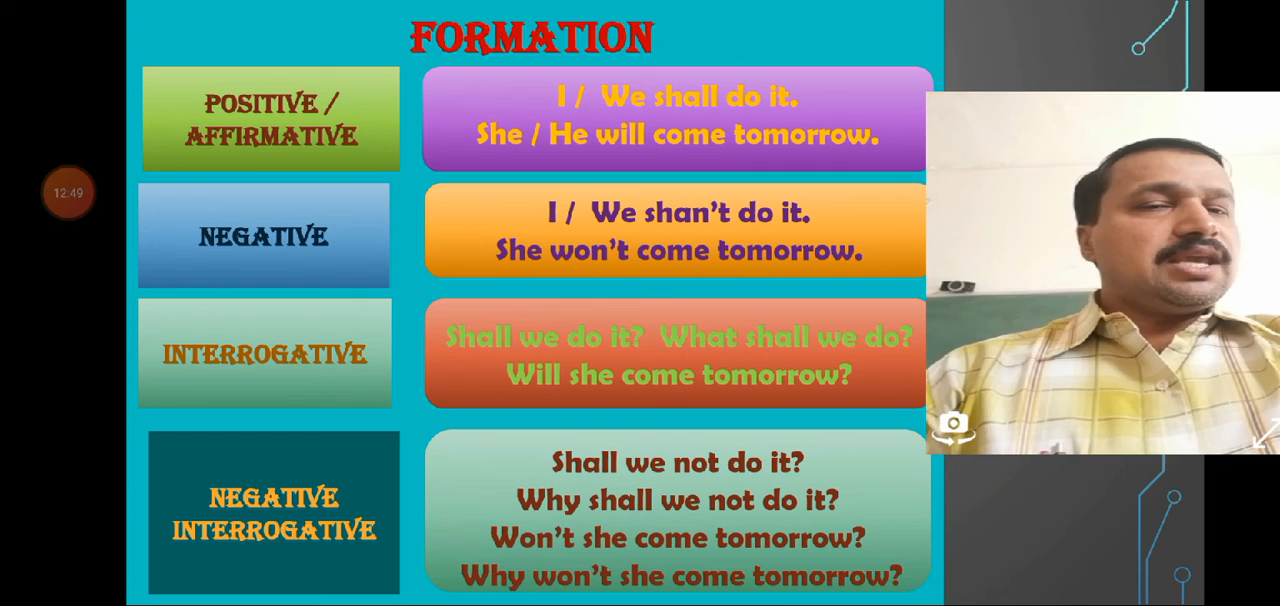 FORMATION
POSITIVE /
AFFIRMATIVE
I / We shall do it.
She / He will come tomorrow.
12:49
NEGATIVE
I / We shan't do it.
She won't come tomorrow.
INTERROGATIVE
Shall we do it? What shall we do?
Will she come tomorrow?
NEGATIVE
INTERROGATIVE
Shall we not do it?
Why shall we not do it?
Won't she come tomorrow?
Why won't she come tomorrow?